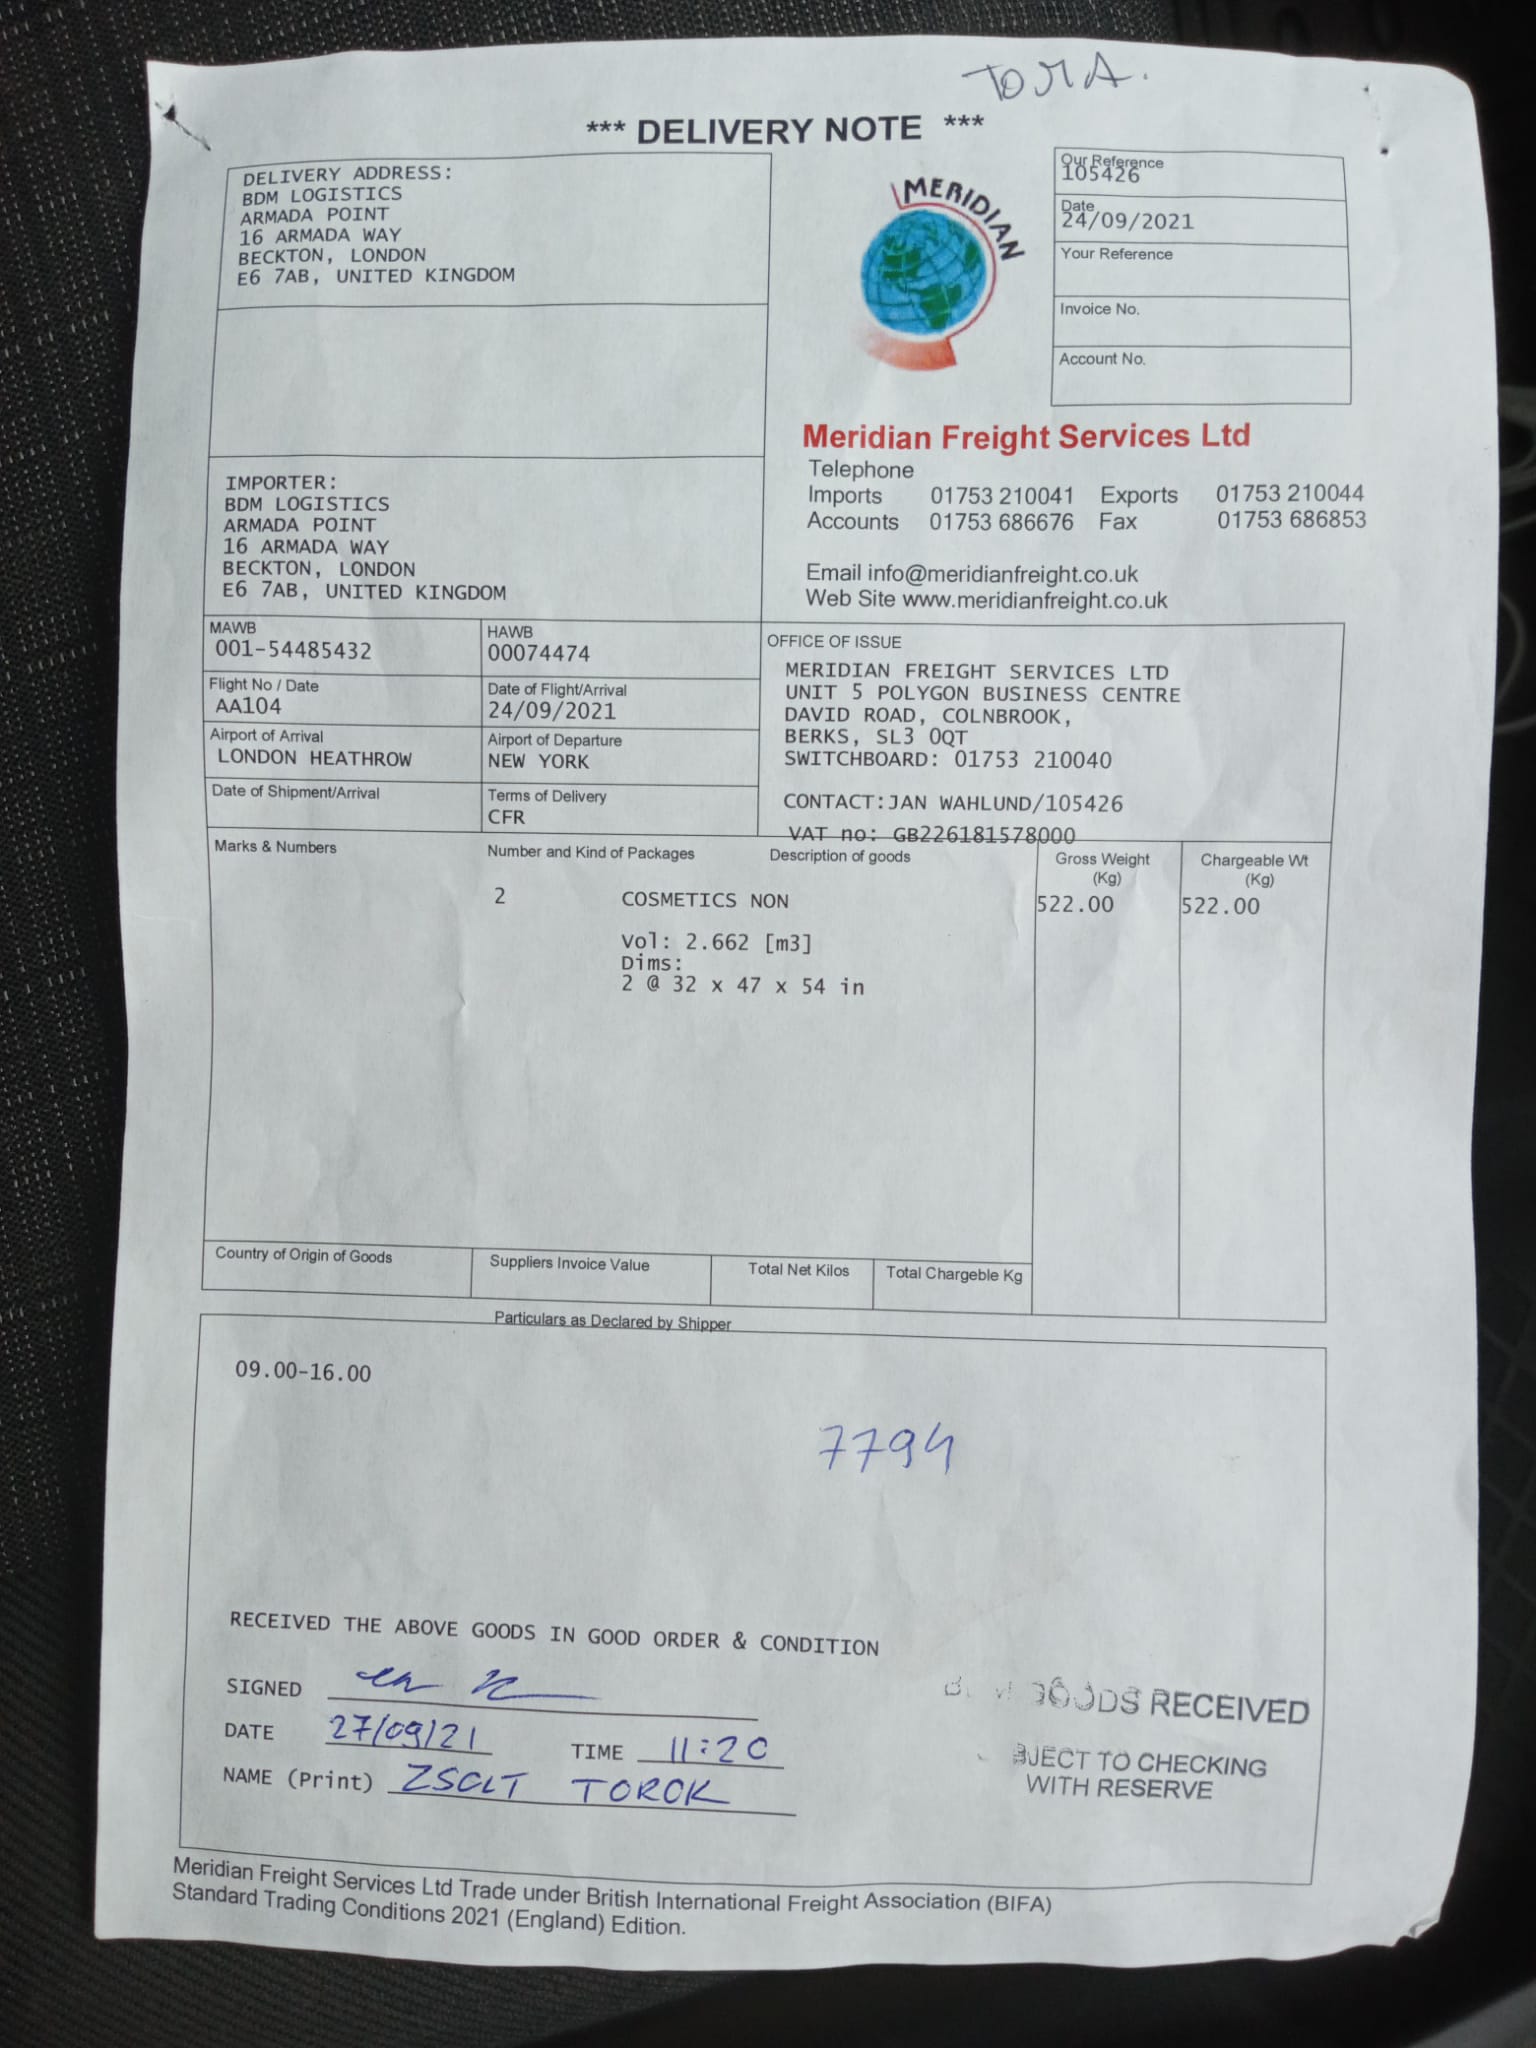 TOMA.
*** DELIVERY NOTE ***
DELIVERY ADDRESS:
BDM LOGISTICS
ARMADA POINT
16 ARMADA WAY
BECKTON, LONDON
E6 7AB, UNITED KINGDOM
MERIDIAN
Our Reference
105426
Date
24/09/2021
Your Reference
Invoice No.
Account No.
Meridian Freight Services Ltd
Telephone
Imports 01753 210041 Exports 01753 210044
Accounts 01753 686676 Fax 01753 686853
Email info@meridianfreight.co.uk
Web Site www.meridianfreight.co.uk
IMPORTER:
BDM LOGISTICS
ARMADA POINT
16 ARMADA WAY
BECKTON, LONDON
E6 7AB, UNITED KINGDOM
MAWB
001-54485432
HAWB
00074474
Flight No / Date
AA104
Date of Flight/Arrival
24/09/2021
Airport of Arrival
LONDON HEATHROW
Airport of Departure
NEW YORK
Date of Shipment/Arrival
Terms of Delivery
CFR
OFFICE OF ISSUE
MERIDIAN FREIGHT SERVICES LTD
UNIT 5 POLYGON BUSINESS CENTRE
DAVID ROAD, COLNBROOK,
BERKS, SL3 0QT
SWITCHBOARD: 01753 210040
CONTACT:JAN WAHLUND/105426
VAT no: GB226181578000
Marks & Numbers
Number and Kind of Packages
Description of goods
Gross Weight
(Kg)
Chargeable Wt
(Kg)
2 COSMETICS NON 522.00 522.00
Vol: 2.662 [m3]
Dims:
2 @ 32 x 47 x 54 in
Country of Origin of Goods
Suppliers Invoice Value
Total Net Kilos
Total Chargeble Kg
Particulars as Declared by Shipper
09.00-16.00
7794
RECEIVED THE ABOVE GOODS IN GOOD ORDER & CONDITION
SIGNED
DATE 27/09/21 TIME 11:20
NAME (Print) ZSOLT TOROK
GOODS RECEIVED
BJECT TO CHECKING
WITH RESERVE
Meridian Freight Services Ltd Trade under British International Freight Association (BIFA)
Standard Trading Conditions 2021 (England) Edition.